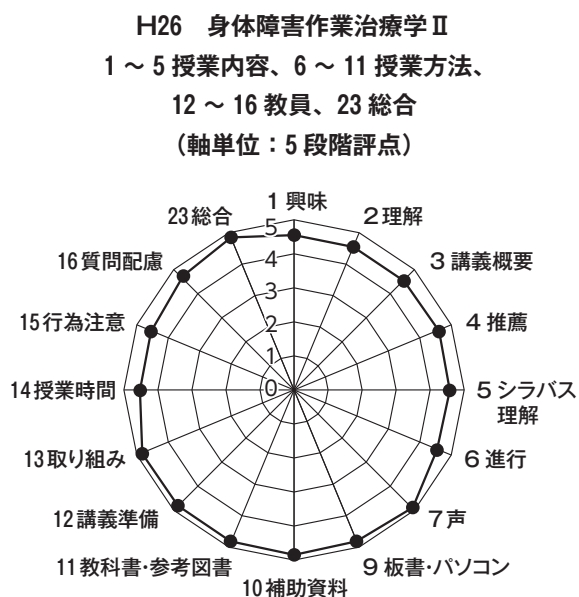 H26 身体障害作業治療学Ⅱ
1～5授業内容、6～11授業方法、
12～16教員、23総合
（軸単位：5段階評点）
1 興味
2 理解
3 講義概要
4 推薦
5 シラバス
理解
6 進行
7 声
9 板書・パソコン
10 補助資料
11 教科書・参考図書
12 講義準備
13 取り組み
14 授業時間
15 行為注意
16 質問配慮
23 総合
5
4
3
2
1
0